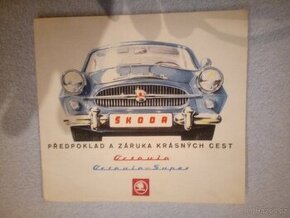 ŠKODA
PŘEDPOKLAD A ZÁRUKA KRÁSNÝCH CEST
Octavia
Octavia-Super